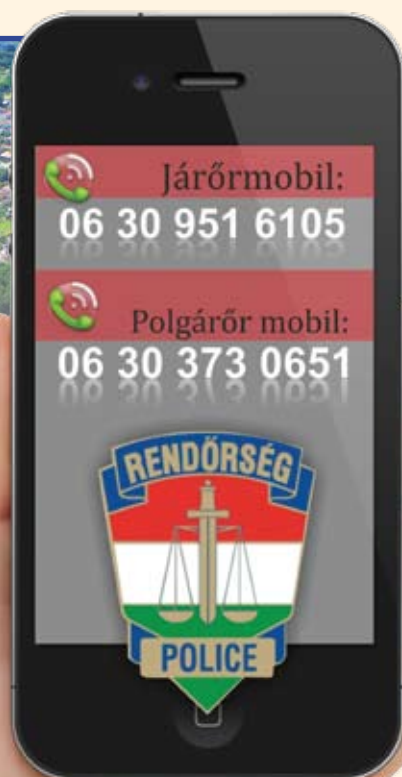 Járőrmobil:
06 30 951 6105
Polgárőr mobil:
06 30 373 0651
RENDŐRSÉG
POLICE